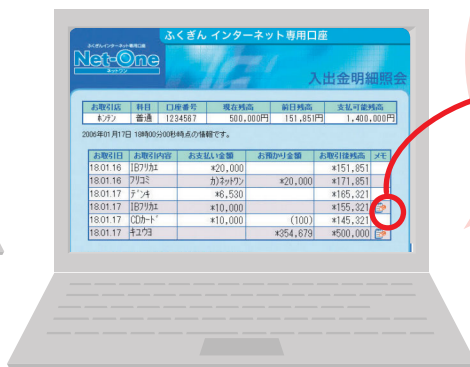 ふくぎん インターネット専用口座
ふくぎんインターネット専用口座
Net-One
ネットワン
入出金明細照会
お取引店 科目 口座番号 現在残高 前日残高 支払可能残高
ホンテン 普通 1234567 500,000円 151,851円 1,400,000円
2006年01月17日 18時00分00秒時点の情報です。
お取引日 お取引内容 お支払い金額 お預かり金額 お取引後残高 メモ
18.01.16 IBフリカエ *20,000 *151,851
18.01.16 フリコミ カ)ネットワン *20,000 *171,851
18.01.17 デンキ *6,530 *165,321
18.01.17 IBフリカエ *10,000 *155,321
18.01.17 CDカード *10,000 (100) *145,321
18.01.17 キユウヨ *354,679 *500,000